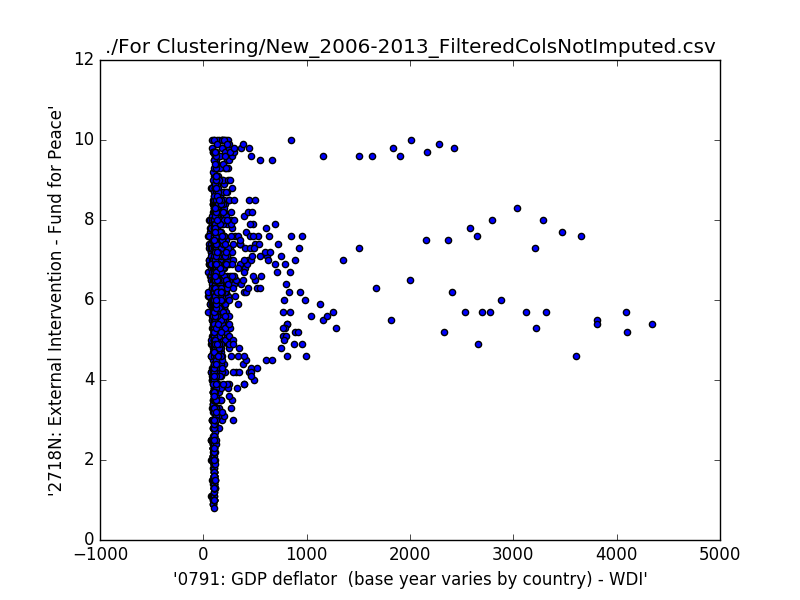 ./For Clustering/New_2006-2013_FilteredColsNotImputed.csv
12
10
8
6
4
2
0
−1000 0 1000 2000 3000 4000 5000
'2718N: External Intervention - Fund for Peace'
'0791: GDP deflator  (base year varies by country) - WDI'